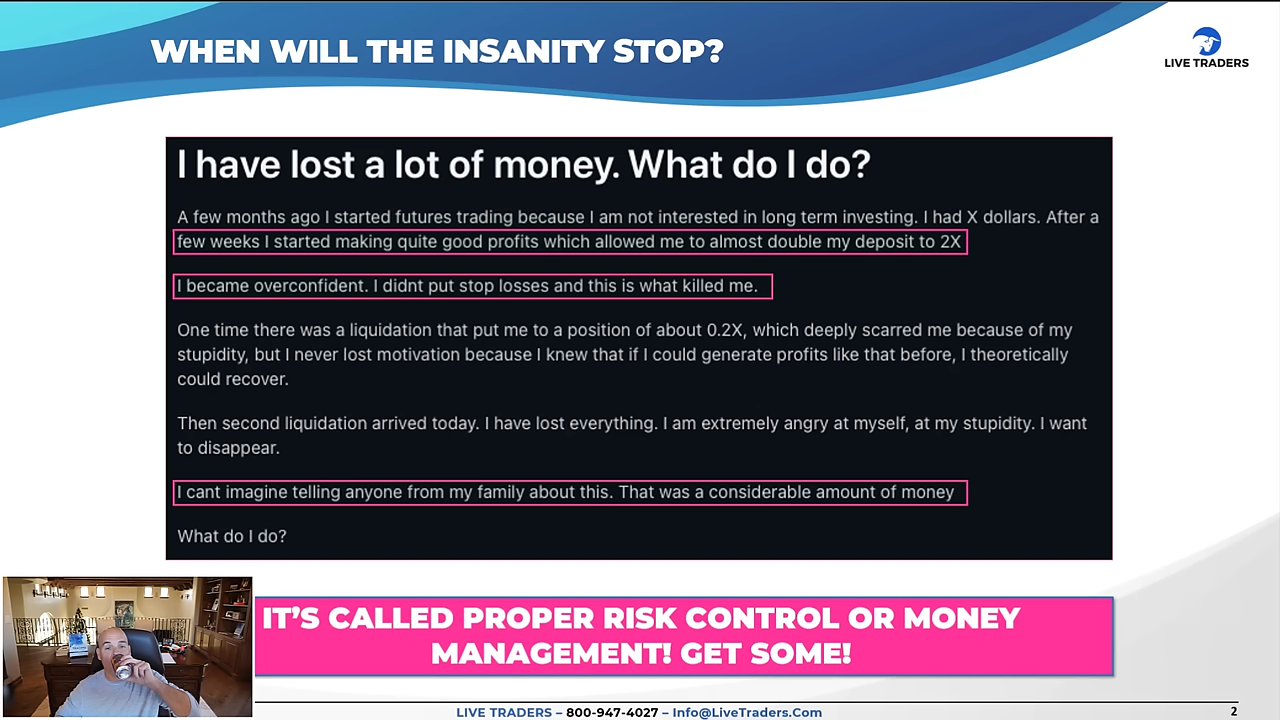 WHEN WILL THE INSANITY STOP?
LIVE TRADERS
I have lost a lot of money. What do I do?
A few months ago I started futures trading because I am not interested in long term investing. I had X dollars. After a
few weeks I started making quite good profits which allowed me to almost double my deposit to 2X
I became overconfident. I didnt put stop losses and this is what killed me.
One time there was a liquidation that put me to a position of about 0.2X, which deeply scarred me because of my
stupidity, but I never lost motivation because I knew that if I could generate profits like that before, I theoretically
could recover.
Then second liquidation arrived today. I have lost everything. I am extremely angry at myself, at my stupidity. I want
to disappear.
I cant imagine telling anyone from my family about this. That was a considerable amount of money
What do I do?
IT'S CALLED PROPER RISK CONTROL OR MONEY
MANAGEMENT! GET SOME!
LIVE TRADERS – 800-947-4027 – Info@LiveTraders.Com
2